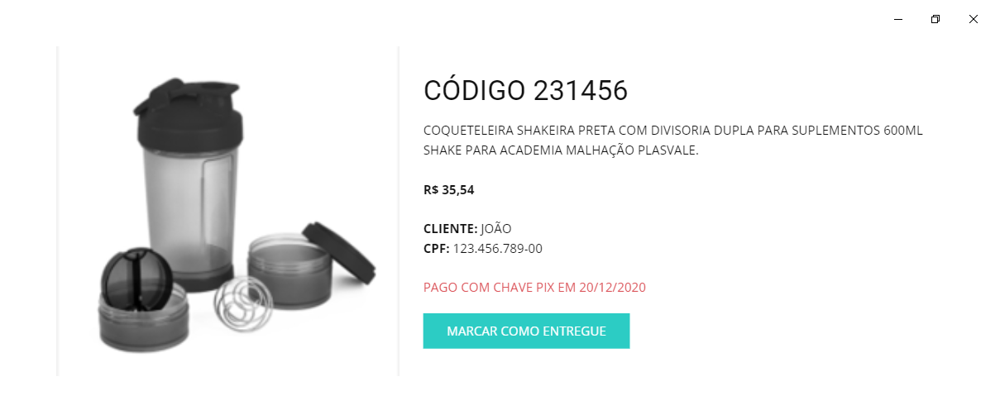 CÓDIGO 231456
COQUETELEIRA SHAKEIRA PRETA COM DIVISORIA DUPLA PARA SUPLEMENTOS 600ML
SHAKE PARA ACADEMIA MALHAÇÃO PLASVALE.
R$ 35,54
CLIENTE: JOÃO
CPF: 123.456.789-00
PAGO COM CHAVE PIX EM 20/12/2020
MARCAR COMO ENTREGUE